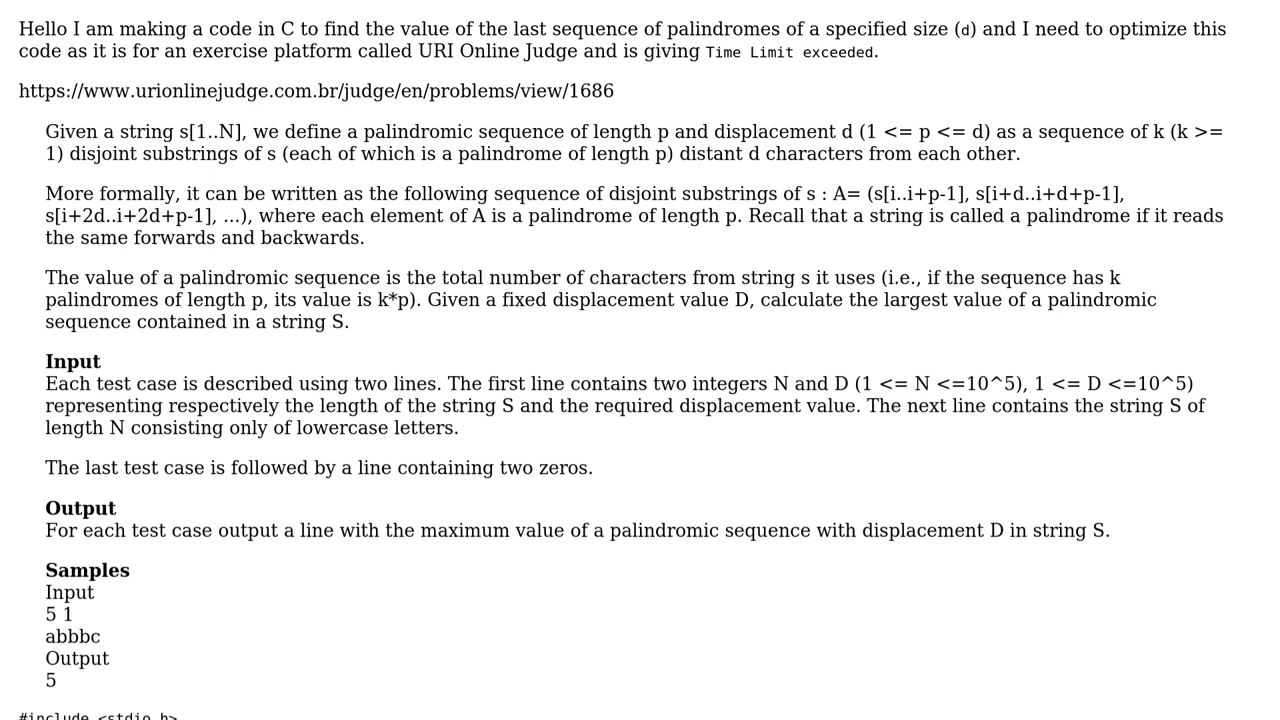 Hello I am making a code in C to find the value of the last sequence of palindromes of a specified size (d) and I need to optimize this
code as it is for an exercise platform called URI Online Judge and is giving Time Limit exceeded.
https://www.urionlinejudge.com.br/judge/en/problems/view/1686
Given a string s[1..N], we define a palindromic sequence of length p and displacement d (1 <= p <= d) as a sequence of k (k >=
1) disjoint substrings of s (each of which is a palindrome of length p) distant d characters from each other.
More formally, it can be written as the following sequence of disjoint substrings of s : A= (s[i..i+p-1], s[i+d..i+d+p-1],
s[i+2d..i+2d+p-1], ...), where each element of A is a palindrome of length p. Recall that a string is called a palindrome if it reads
the same forwards and backwards.
The value of a palindromic sequence is the total number of characters from string s it uses (i.e., if the sequence has k
palindromes of length p, its value is k*p). Given a fixed displacement value D, calculate the largest value of a palindromic
sequence contained in a string S.
Input
Each test case is described using two lines. The first line contains two integers N and D (1 <= N <=10^5), 1 <= D <=10^5)
representing respectively the length of the string S and the required displacement value. The next line contains the string S of
length N consisting only of lowercase letters.
The last test case is followed by a line containing two zeros.
Output
For each test case output a line with the maximum value of a palindromic sequence with displacement D in string S.
Samples
Input
5 1
abbbc
Output
5
#include <stdio.h>